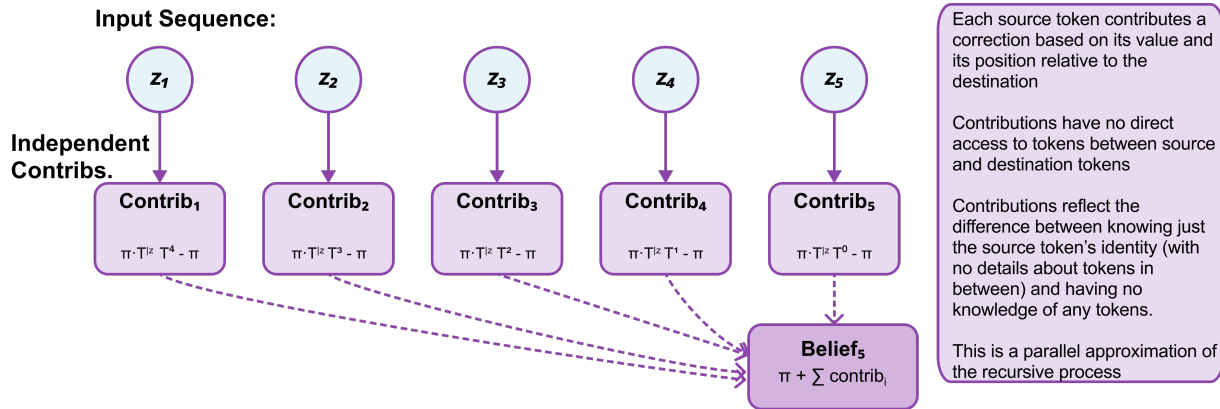 Input Sequence:
z₁ z₂ z₃ z₄ z₅
Independent
Contribs.
Contrib₁ Contrib₂ Contrib₃ Contrib₄ Contrib₅
π·T|ᶻ T⁴ - π π·T|ᶻ T³ - π π·T|ᶻ T² - π π·T|ᶻ T¹ - π π·T|ᶻ T⁰ - π
Belief₅
π + ∑ contribᵢ
Each source token contributes a
correction based on its value and
its position relative to the
destination
Contributions have no direct
access to tokens between source
and destination tokens
Contributions reflect the
difference between knowing just
the source token’s identity (with
no details about tokens in
between) and having no
knowledge of any tokens.
This is a parallel approximation of
the recursive process